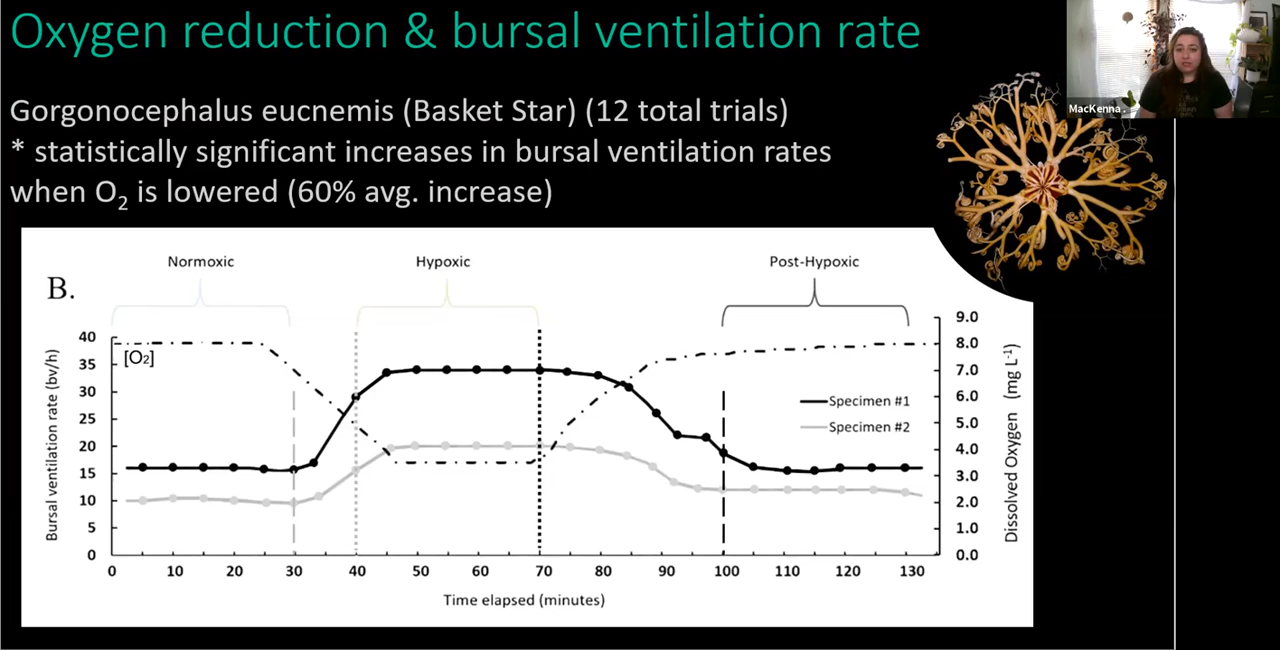 Oxygen reduction & bursal ventilation rate
MacKenna
Gorgonocephalus eucnemis (Basket Star) (12 total trials)
* statistically significant increases in bursal ventilation rates
when O₂ is lowered (60% avg. increase)
Normoxic
Hypoxic
Post-Hypoxic
B.
[O₂]
Bursal ventilation rate (bv/h)
40
35
30
25
20
15
10
5
0
9.0
8.0
7.0
6.0
5.0
4.0
3.0
2.0
1.0
0.0
Dissolved Oxygen (mg L⁻¹)
Specimen #1
Specimen #2
0 10 20 30 40 50 60 70 80 90 100 110 120 130
Time elapsed (minutes)